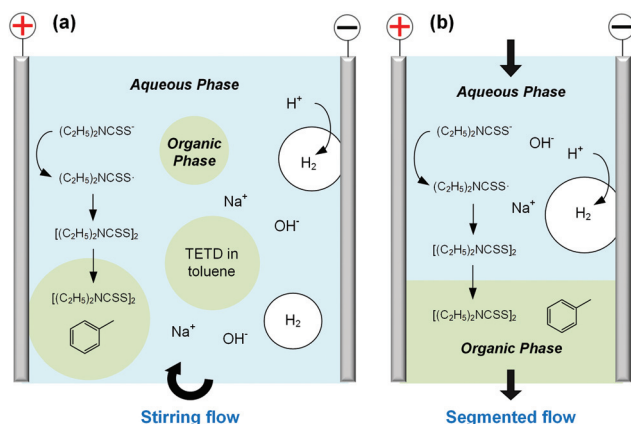 (a)
+
−
Aqueous Phase
(C₂H₅)₂NCSS⁻
(C₂H₅)₂NCSS·
[(C₂H₅)₂NCSS]₂
[(C₂H₅)₂NCSS]₂
Organic
Phase
TETD in
toluene
H⁺
H₂
Na⁺
OH⁻
H₂
Na⁺
OH⁻
Stirring flow
(b)
+
−
Aqueous Phase
(C₂H₅)₂NCSS⁻
OH⁻
H⁺
(C₂H₅)₂NCSS·
Na⁺
H₂
[(C₂H₅)₂NCSS]₂
[(C₂H₅)₂NCSS]₂
Organic Phase
Segmented flow